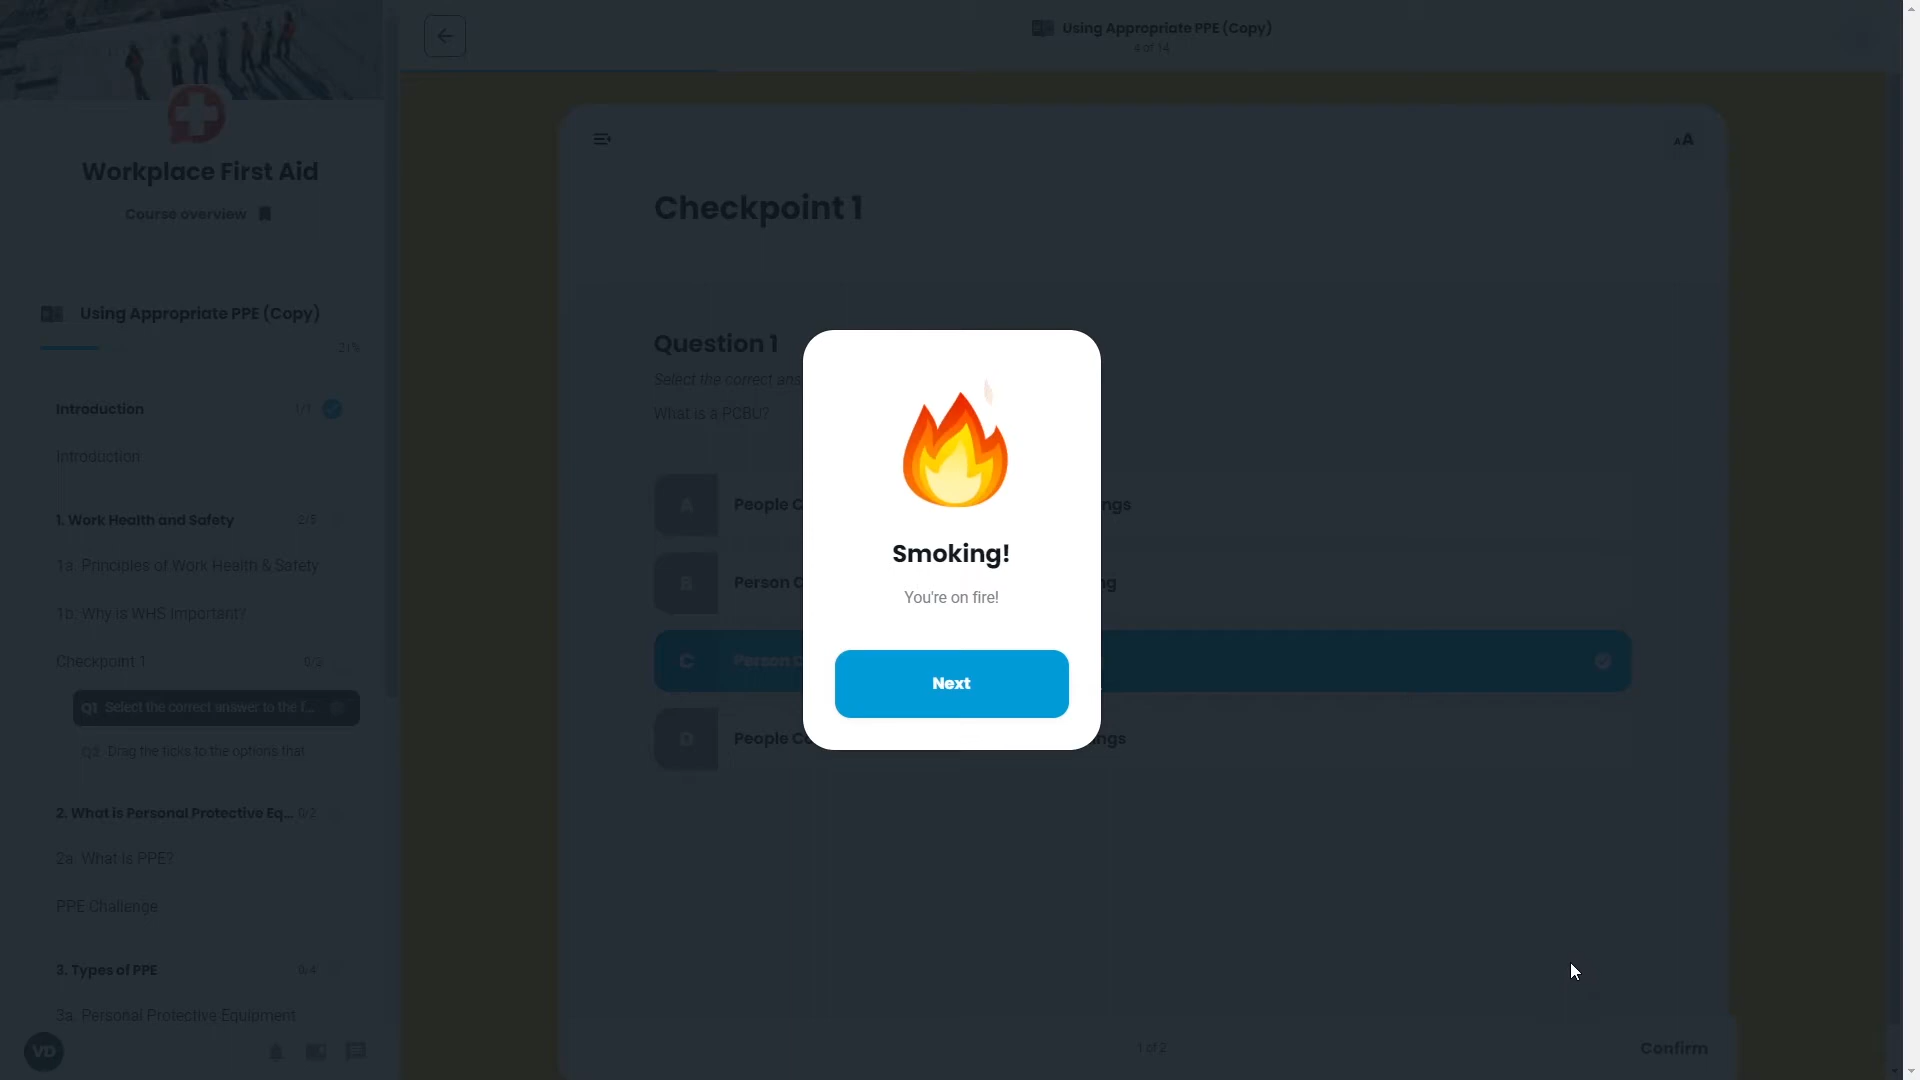 Using Appropriate PPE (Copy)
4 of 14
Workplace First Aid
Course overview
Using Appropriate PPE (Copy)
21%
Introduction 1/1
Introduction
1. Work Health and Safety 2/5
1a. Principles of Work Health & Safety
1b. Why is WHS Important?
Checkpoint 1 0/2
Q1 Select the correct answer to the f...
Q2 Drag the ticks to the options that
2. What is Personal Protective Eq... 0/2
2a. What is PPE?
PPE Challenge
3. Types of PPE 0/4
3a. Personal Protective Equipment
VD
AA
Checkpoint 1
Question 1
Select the correct ans
What is a PCBU?
A People C ngs
B Person C ng
C Person C
D People Co ngs
Smoking!
You're on fire!
Next
1 of 2
Confirm